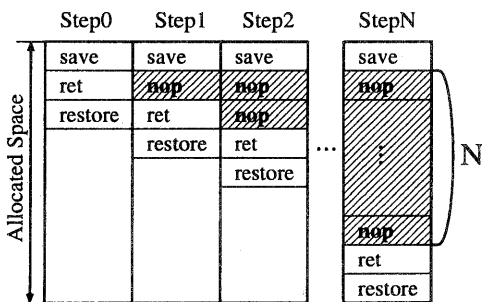 Step0 Step1 Step2 StepN
save save save save
ret nop nop nop
restore ret nop
restore ret
restore
...
⋮
N
nop
ret
restore
Allocated Space